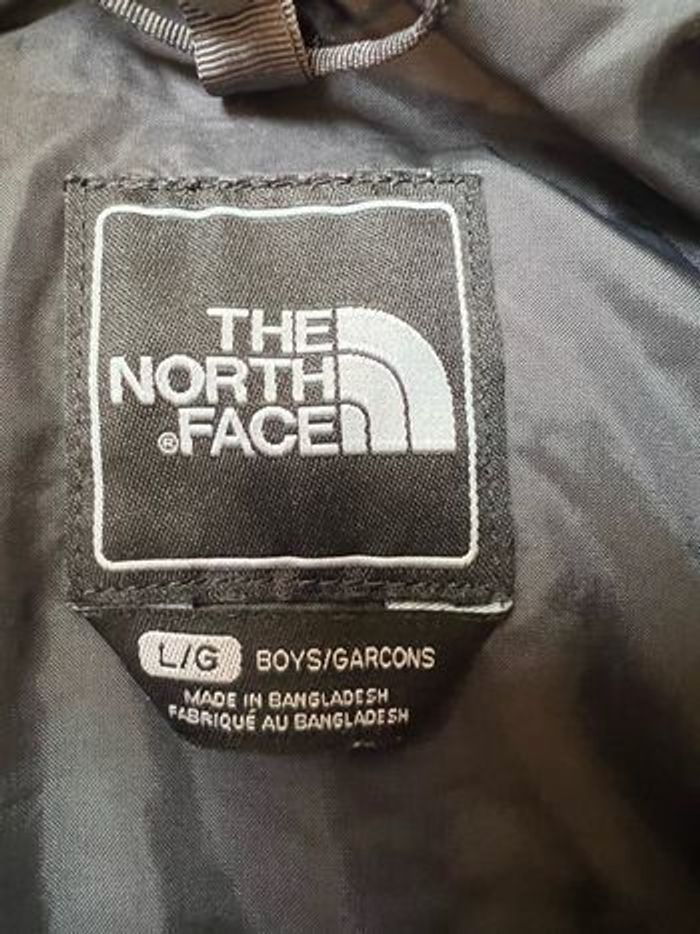 THE
NORTH
®FACE
L/G BOYS/GARCONS
MADE IN BANGLADESH
FABRIQUÉ AU BANGLADESH